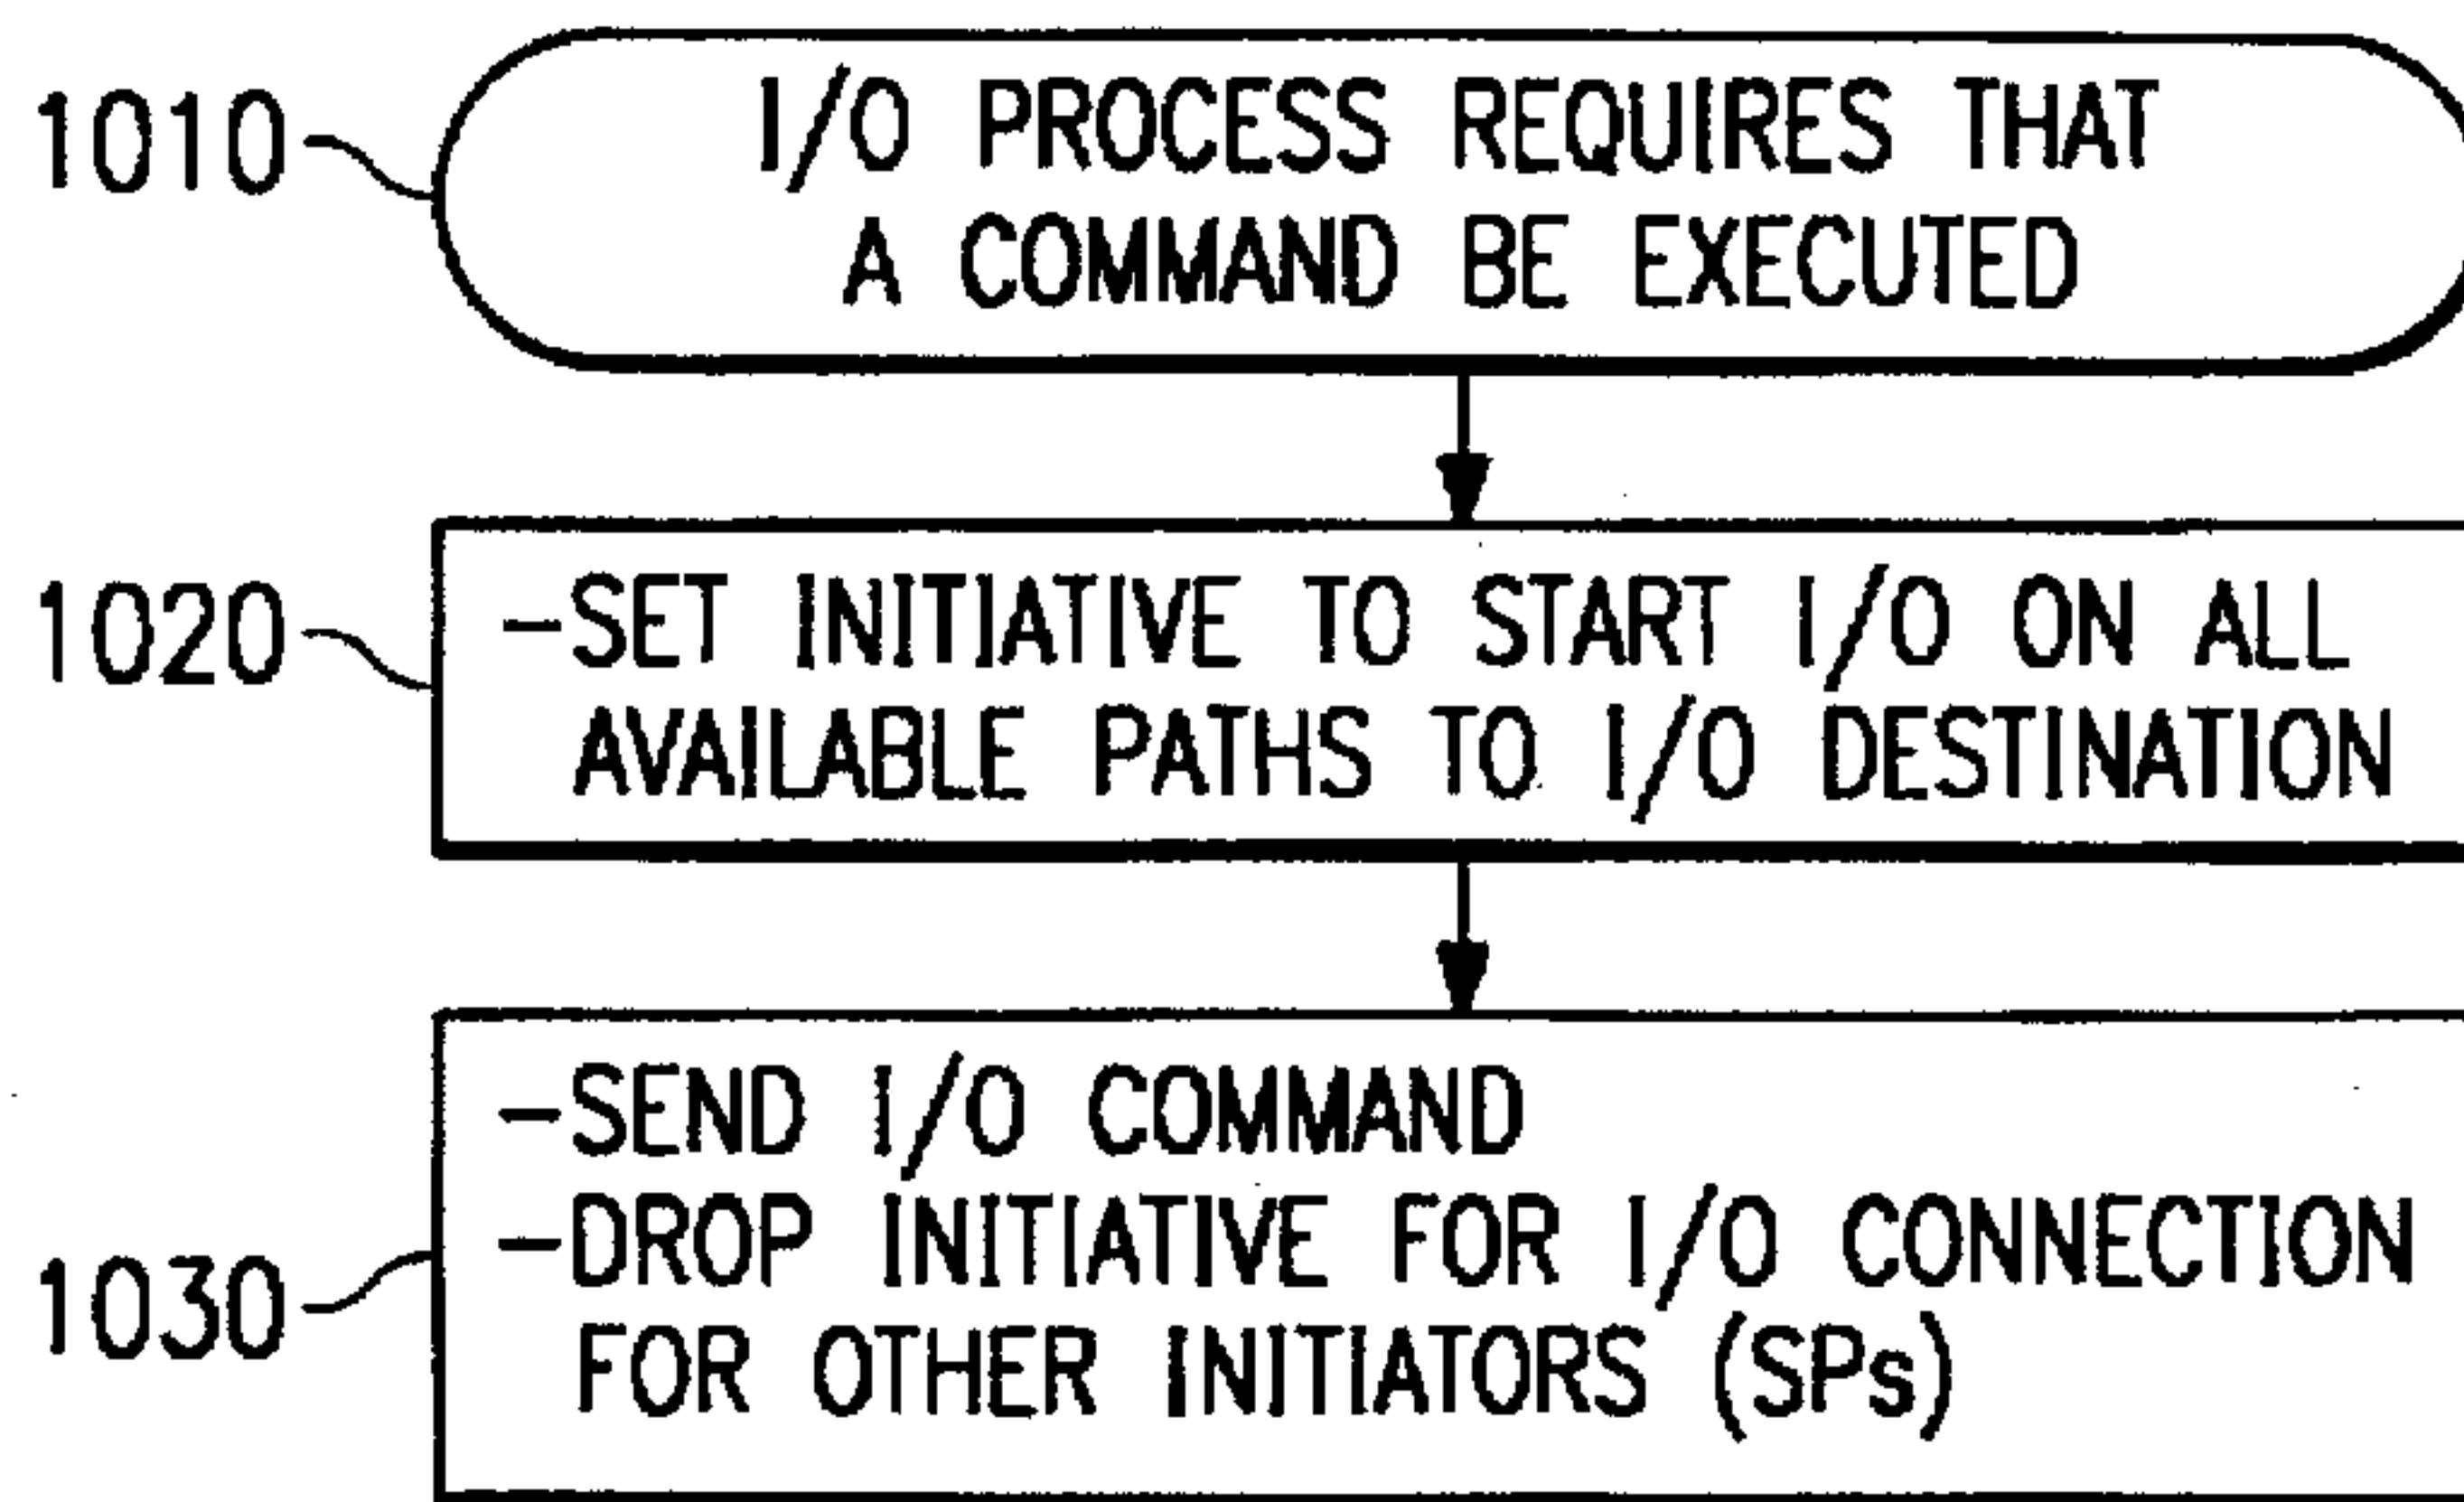 1010
I/O PROCESS REQUIRES THAT
A COMMAND BE EXECUTED
1020
-SET INITIATIVE TO START I/O ON ALL
AVAILABLE PATHS TO I/O DESTINATION
-SEND I/O COMMAND
-DROP INITIATIVE FOR I/O CONNECTION
1030
FOR OTHER INITIATORS (SPs)